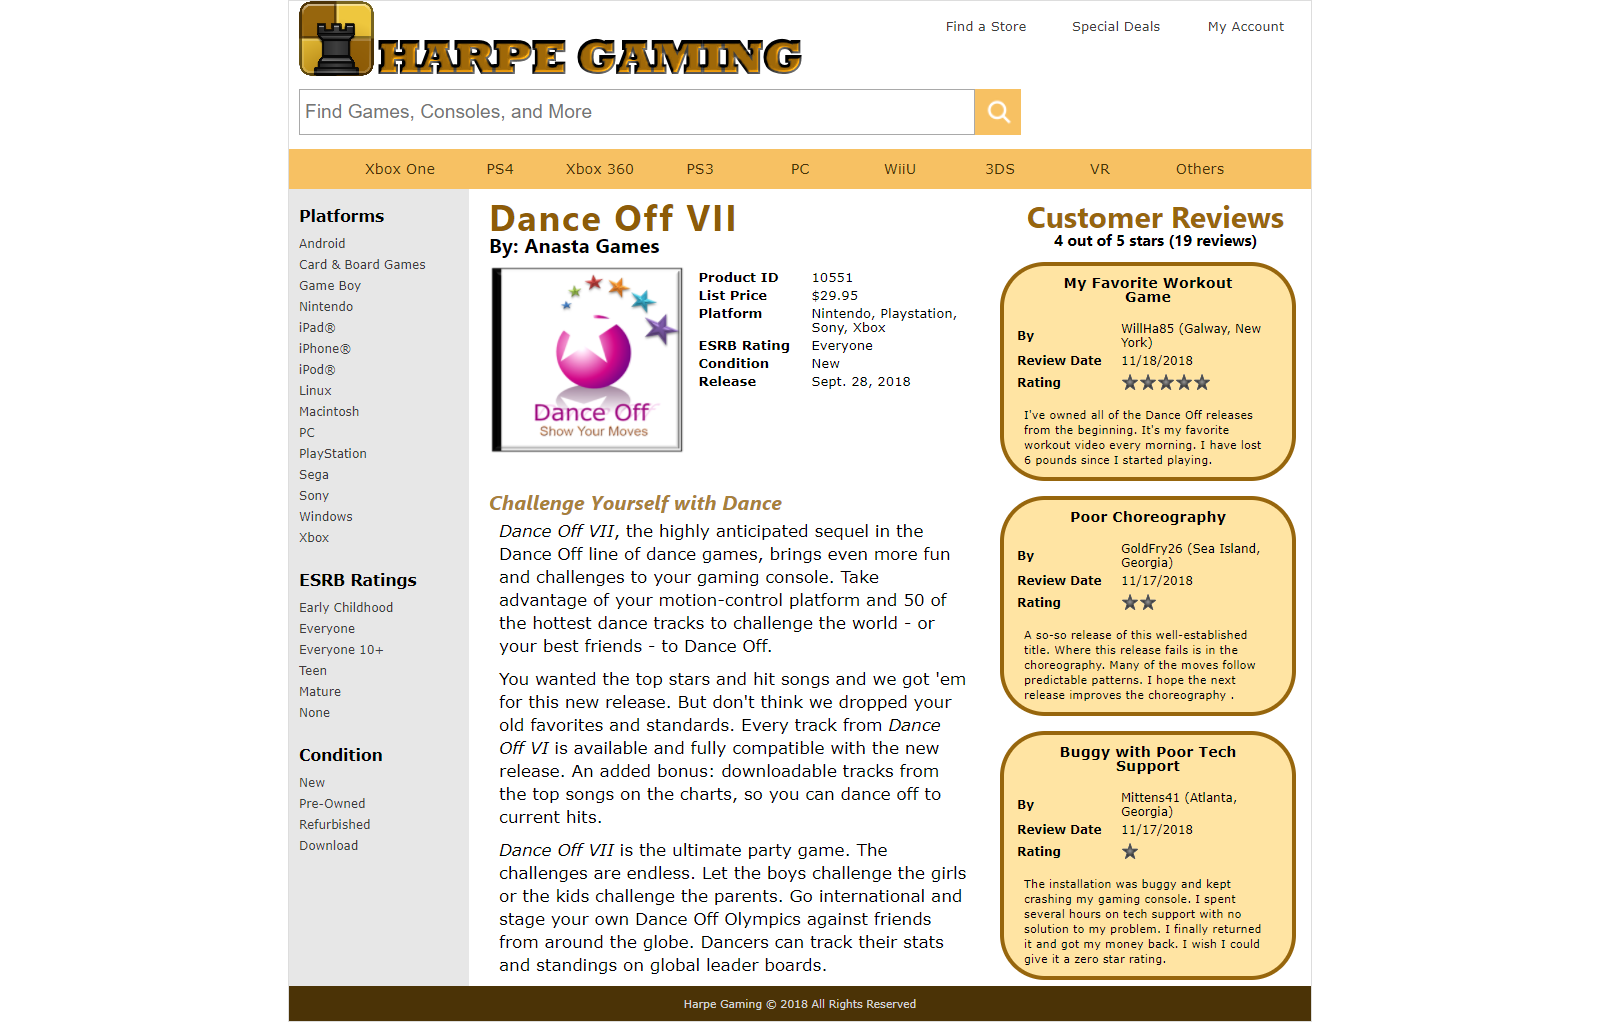 HARPE GAMING
Find a Store
Special Deals
My Account
Find Games, Consoles, and More
Xbox One
PS4
Xbox 360
PS3
PC
WiiU
3DS
VR
Others
Platforms
Android
Card & Board Games
Game Boy
Nintendo
iPad®
iPhone®
iPod®
Linux
Macintosh
PC
PlayStation
Sega
Sony
Windows
Xbox
ESRB Ratings
Early Childhood
Everyone
Everyone 10+
Teen
Mature
None
Condition
New
Pre-Owned
Refurbished
Download
Dance Off VII
By: Anasta Games
Dance Off
Show Your Moves
Product ID 10551
List Price $29.95
Platform Nintendo, Playstation,
Sony, Xbox
ESRB Rating Everyone
Condition New
Release Sept. 28, 2018
Challenge Yourself with Dance
Dance Off VII, the highly anticipated sequel in the
Dance Off line of dance games, brings even more fun
and challenges to your gaming console. Take
advantage of your motion-control platform and 50 of
the hottest dance tracks to challenge the world - or
your best friends - to Dance Off.
You wanted the top stars and hit songs and we got 'em
for this new release. But don't think we dropped your
old favorites and standards. Every track from Dance
Off VI is available and fully compatible with the new
release. An added bonus: downloadable tracks from
the top songs on the charts, so you can dance off to
current hits.
Dance Off VII is the ultimate party game. The
challenges are endless. Let the boys challenge the girls
or the kids challenge the parents. Go international and
stage your own Dance Off Olympics against friends
from around the globe. Dancers can track their stats
and standings on global leader boards.
Customer Reviews
4 out of 5 stars (19 reviews)
My Favorite Workout
Game
By WillHa85 (Galway, New
York)
Review Date 11/18/2018
Rating
I've owned all of the Dance Off releases
from the beginning. It's my favorite
workout video every morning. I have lost
6 pounds since I started playing.
Poor Choreography
By GoldFry26 (Sea Island,
Georgia)
Review Date 11/17/2018
Rating
A so-so release of this well-established
title. Where this release fails is in the
choreography. Many of the moves follow
predictable patterns. I hope the next
release improves the choreography .
Buggy with Poor Tech
Support
By Mittens41 (Atlanta,
Georgia)
Review Date 11/17/2018
Rating
The installation was buggy and kept
crashing my gaming console. I spent
several hours on tech support with no
solution to my problem. I finally returned
it and got my money back. I wish I could
give it a zero star rating.
Harpe Gaming © 2018 All Rights Reserved